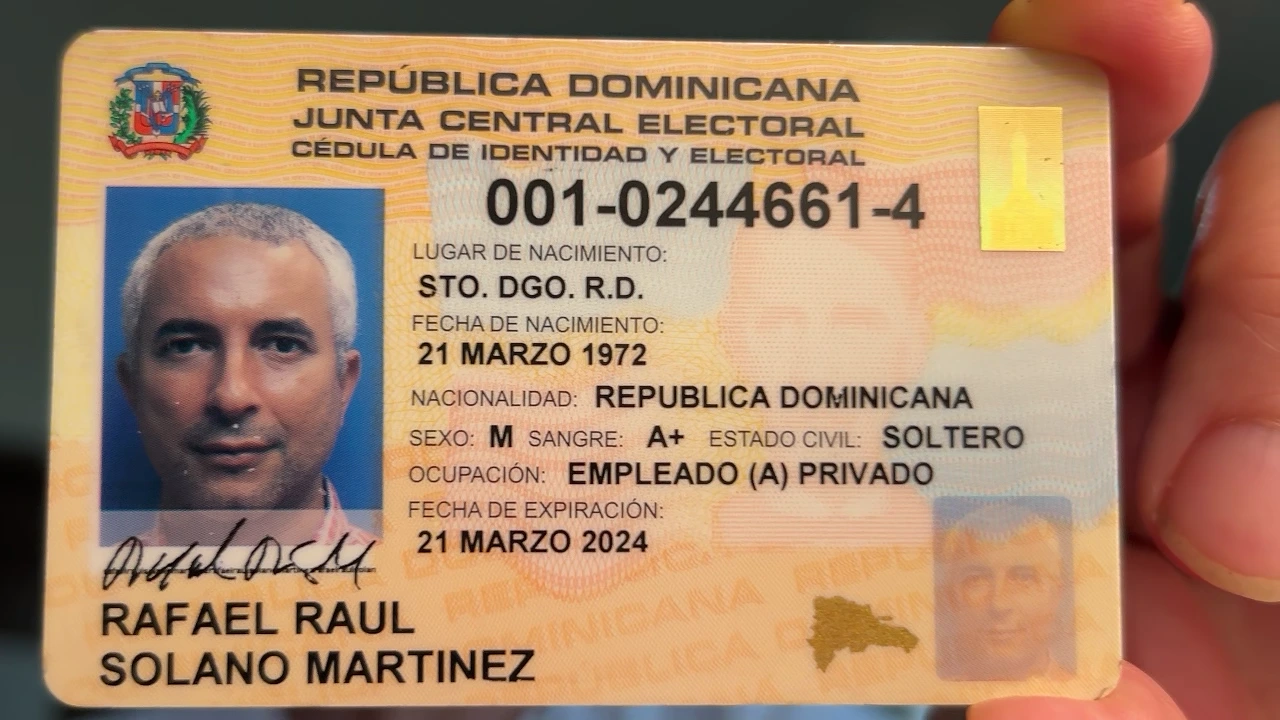 REPÚBLICA DOMINICANA
JUNTA CENTRAL ELECTORAL
CÉDULA DE IDENTIDAD Y ELECTORAL
001-0244661-4
LUGAR DE NACIMIENTO:
STO. DGO. R.D.
FECHA DE NACIMIENTO:
21 MARZO 1972
NACIONALIDAD: REPUBLICA DOMINICANA
SEXO: M SANGRE: A+ ESTADO CIVIL: SOLTERO
OCUPACIÓN: EMPLEADO (A) PRIVADO
FECHA DE EXPIRACIÓN:
21 MARZO 2024
RAFAEL RAUL
SOLANO MARTINEZ